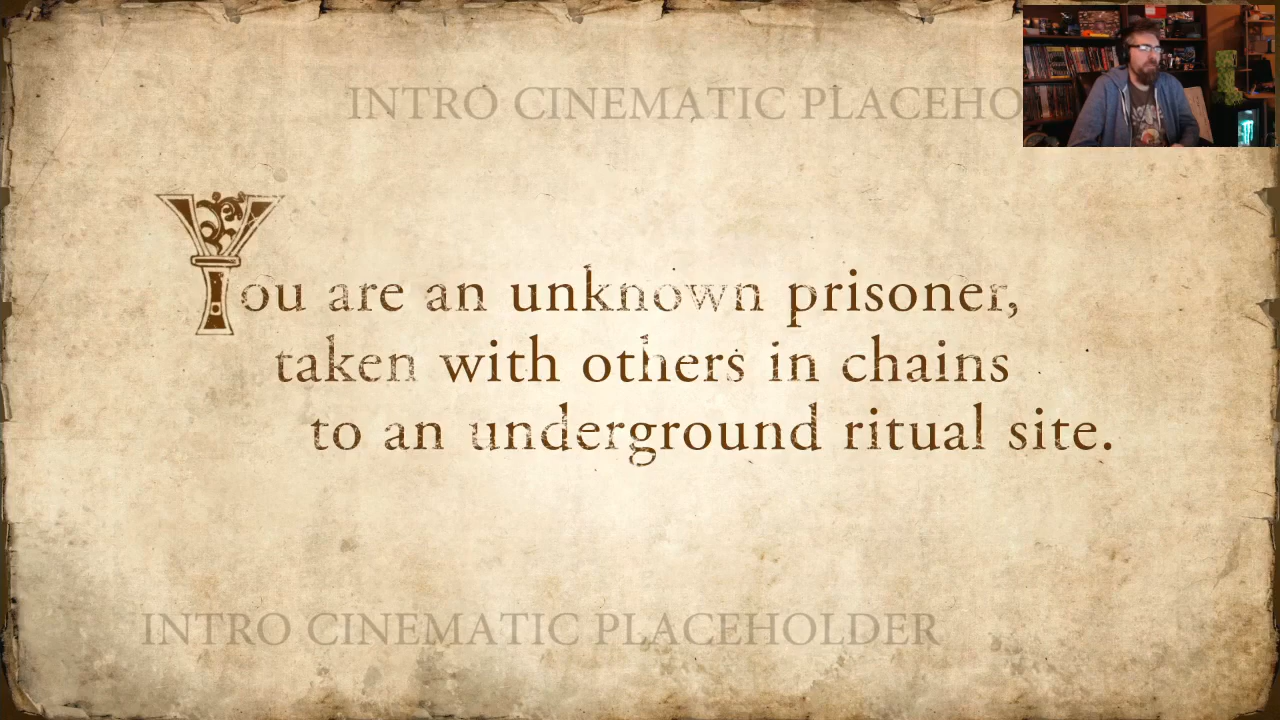 INTRO CINEMATIC PLACEHO
You are an unknown prisoner,
taken with others in chains
to an underground ritual site.
INTRO CINEMATIC PLACEHOLDER